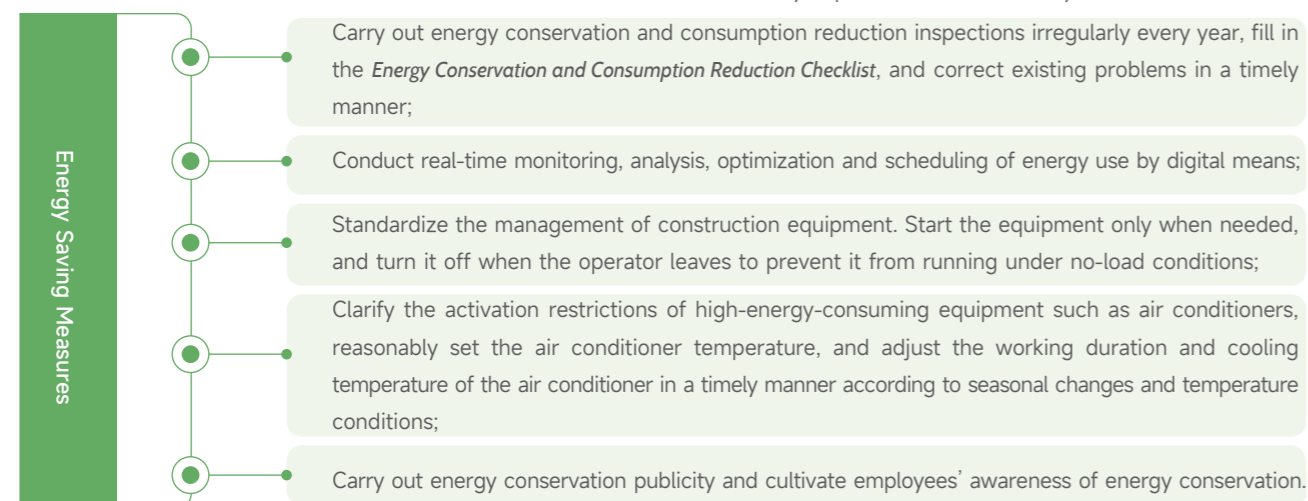 Energy Saving Measures
Carry out energy conservation and consumption reduction inspections irregularly every year, fill in
the Energy Conservation and Consumption Reduction Checklist, and correct existing problems in a timely
manner;
Conduct real-time monitoring, analysis, optimization and scheduling of energy use by digital means;
Standardize the management of construction equipment. Start the equipment only when needed,
and turn it off when the operator leaves to prevent it from running under no-load conditions;
Clarify the activation restrictions of high-energy-consuming equipment such as air conditioners,
reasonably set the air conditioner temperature, and adjust the working duration and cooling
temperature of the air conditioner in a timely manner according to seasonal changes and temperature
conditions;
Carry out energy conservation publicity and cultivate employees’ awareness of energy conservation.